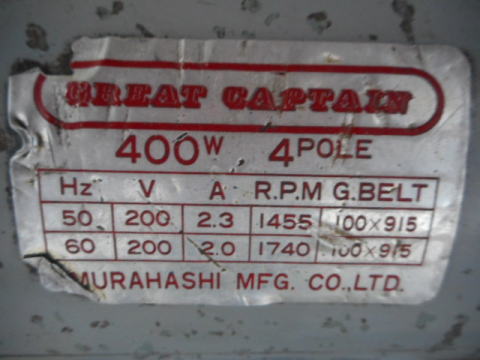 GREAT CAPTAIN
400W 4POLE
Hz V A R.P.M G.BELT
50 200 2.3 1455 100×915
60 200 2.0 1740 100×915
MURAHASHI MFG. CO.,LTD.